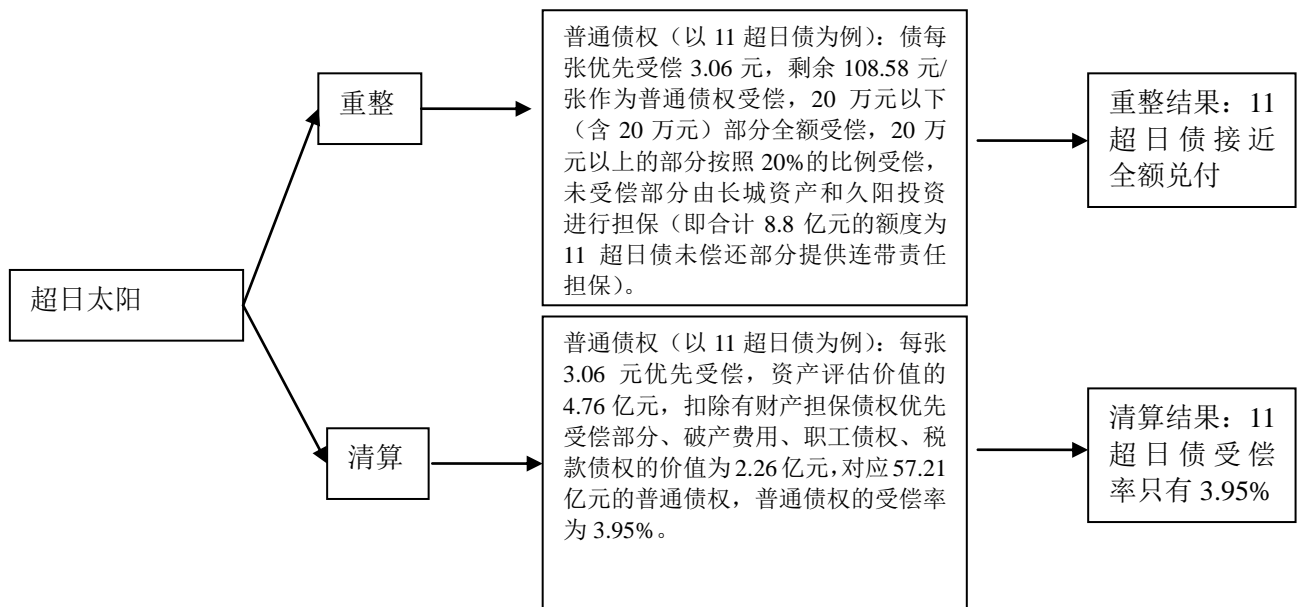 超日太阳
重整
普通债权（以 11 超日债为例）：债每
张优先受偿 3.06 元，剩余 108.58 元/
张作为普通债权受偿，20 万元以下
（含 20 万元）部分全额受偿，20 万
元以上的部分按照 20%的比例受偿，
未受偿部分由长城资产和久阳投资
进行担保（即合计 8.8 亿元的额度为
11 超日债未偿还部分提供连带责任
担保）。
重整结果：11
超日债接近
全额兑付
清算
普通债权（以 11 超日债为例）：每张
3.06 元优先受偿，资产评估价值的
4.76 亿元，扣除有财产担保债权优先
受偿部分、破产费用、职工债权、税
款债权的价值为 2.26 亿元，对应 57.21
亿元的普通债权，普通债权的受偿率
为 3.95%。
清算结果：11
超日债受偿
率只有 3.95%